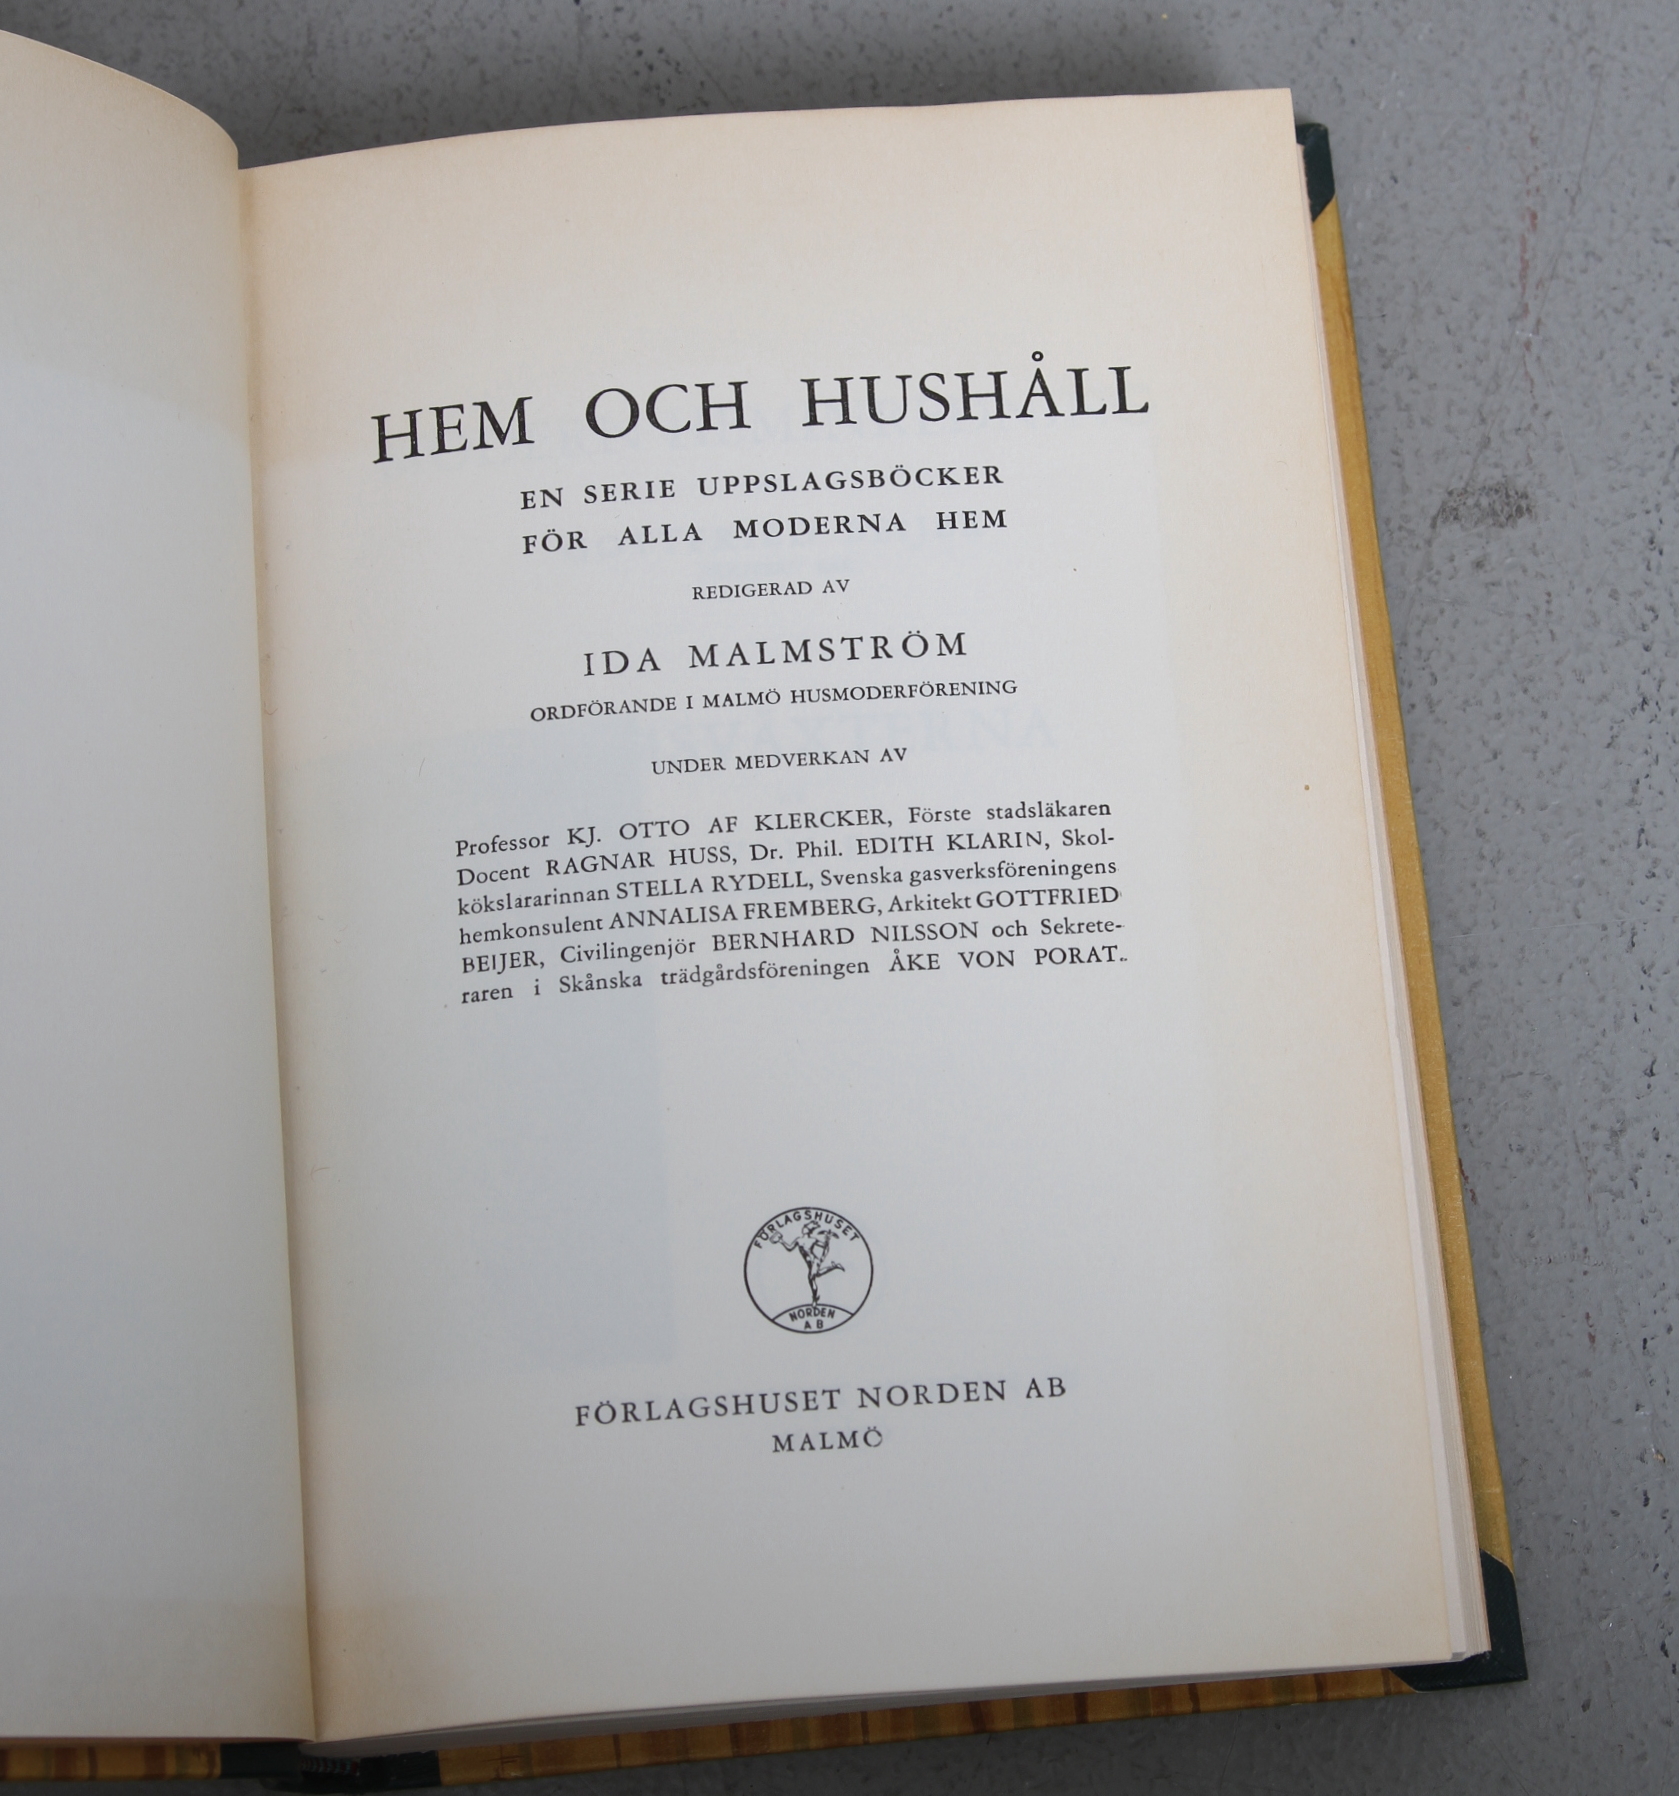 HEM OCH HUSHÅLL
EN SERIE UPPSLAGSBÖCKER
FÖR ALLA MODERNA HEM
REDIGERAD AV
IDA MALMSTRÖM
ORDFÖRANDE I MALMÖ HUSMODERFÖRENING
UNDER MEDVERKAN AV
Professor KJ. OTTO AF KLERCKER, Förste stadsläkaren
Docent RAGNAR HUSS, Dr. Phil. EDITH KLARIN, Skol-
kökslärarinnan STELLA RYDELL, Svenska gasverksföreningens
hemkonsulent ANNALISA FREMBERG, Arkitekt GOTTFRIED
BEIJER, Civilingenjör BERNHARD NILSSON och Sekrete-
raren i Skånska trädgårdsföreningen ÅKE VON PORAT.
FÖRLAGSHUSET
NORDEN
AB
FÖRLAGSHUSET NORDEN AB
MALMÖ